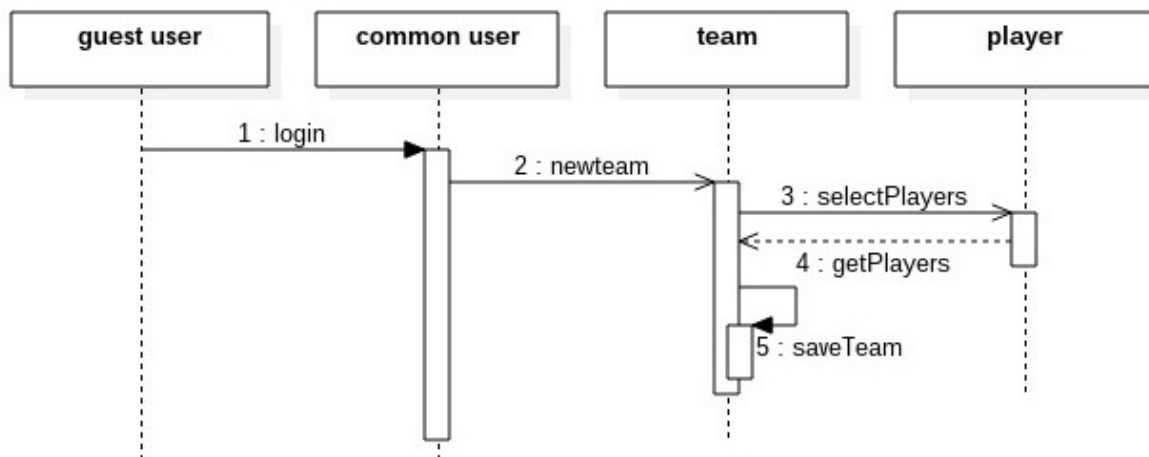 guest user
common user
team
player
1 : login
2 : newteam
3 : selectPlayers
4 : getPlayers
5 : saveTeam